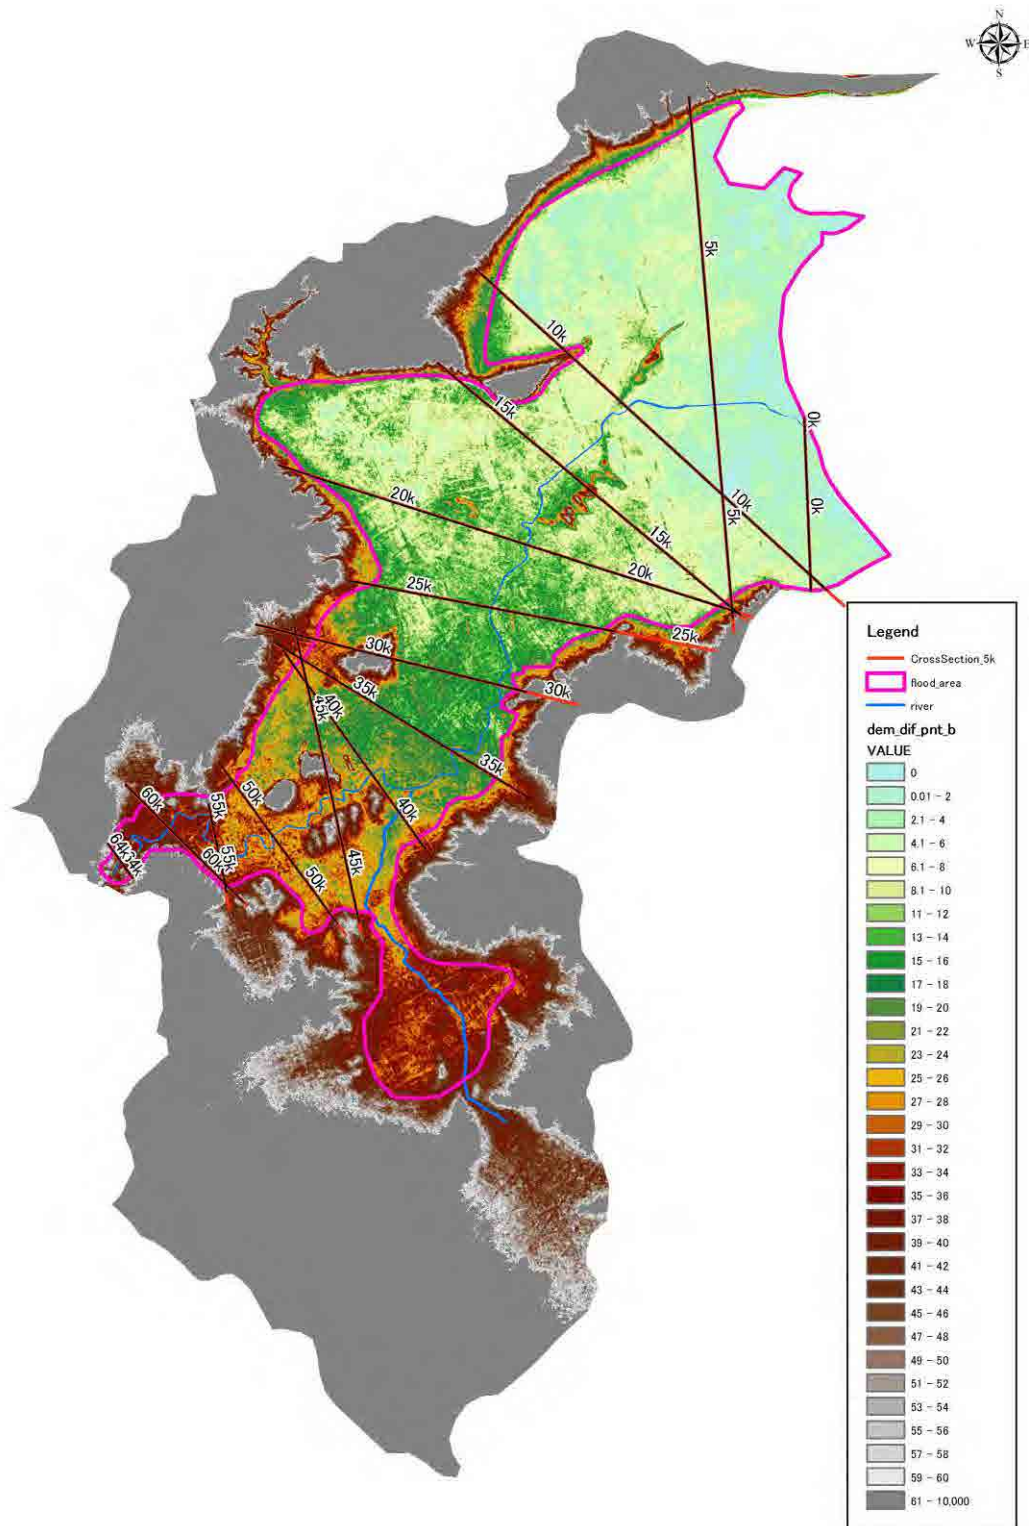 N
W E
S
5k
10k
0k
15k
20k
10k
5k
0k
15k
20k
25k
25k
30k
30k
35k
40k
45k
35k
50k
60k
55k
40k
64k
55k
60k
45k
50k
Legend
CrossSection_5k
flood_area
river
dem_dif_pnt_b
VALUE
0
0.01 - 2
2.1 - 4
4.1 - 6
6.1 - 8
8.1 - 10
11 - 12
13 - 14
15 - 16
17 - 18
19 - 20
21 - 22
23 - 24
25 - 26
27 - 28
29 - 30
31 - 32
33 - 34
35 - 36
37 - 38
39 - 40
41 - 42
43 - 44
45 - 46
47 - 48
49 - 50
51 - 52
53 - 54
55 - 56
57 - 58
59 - 60
61 - 10,000